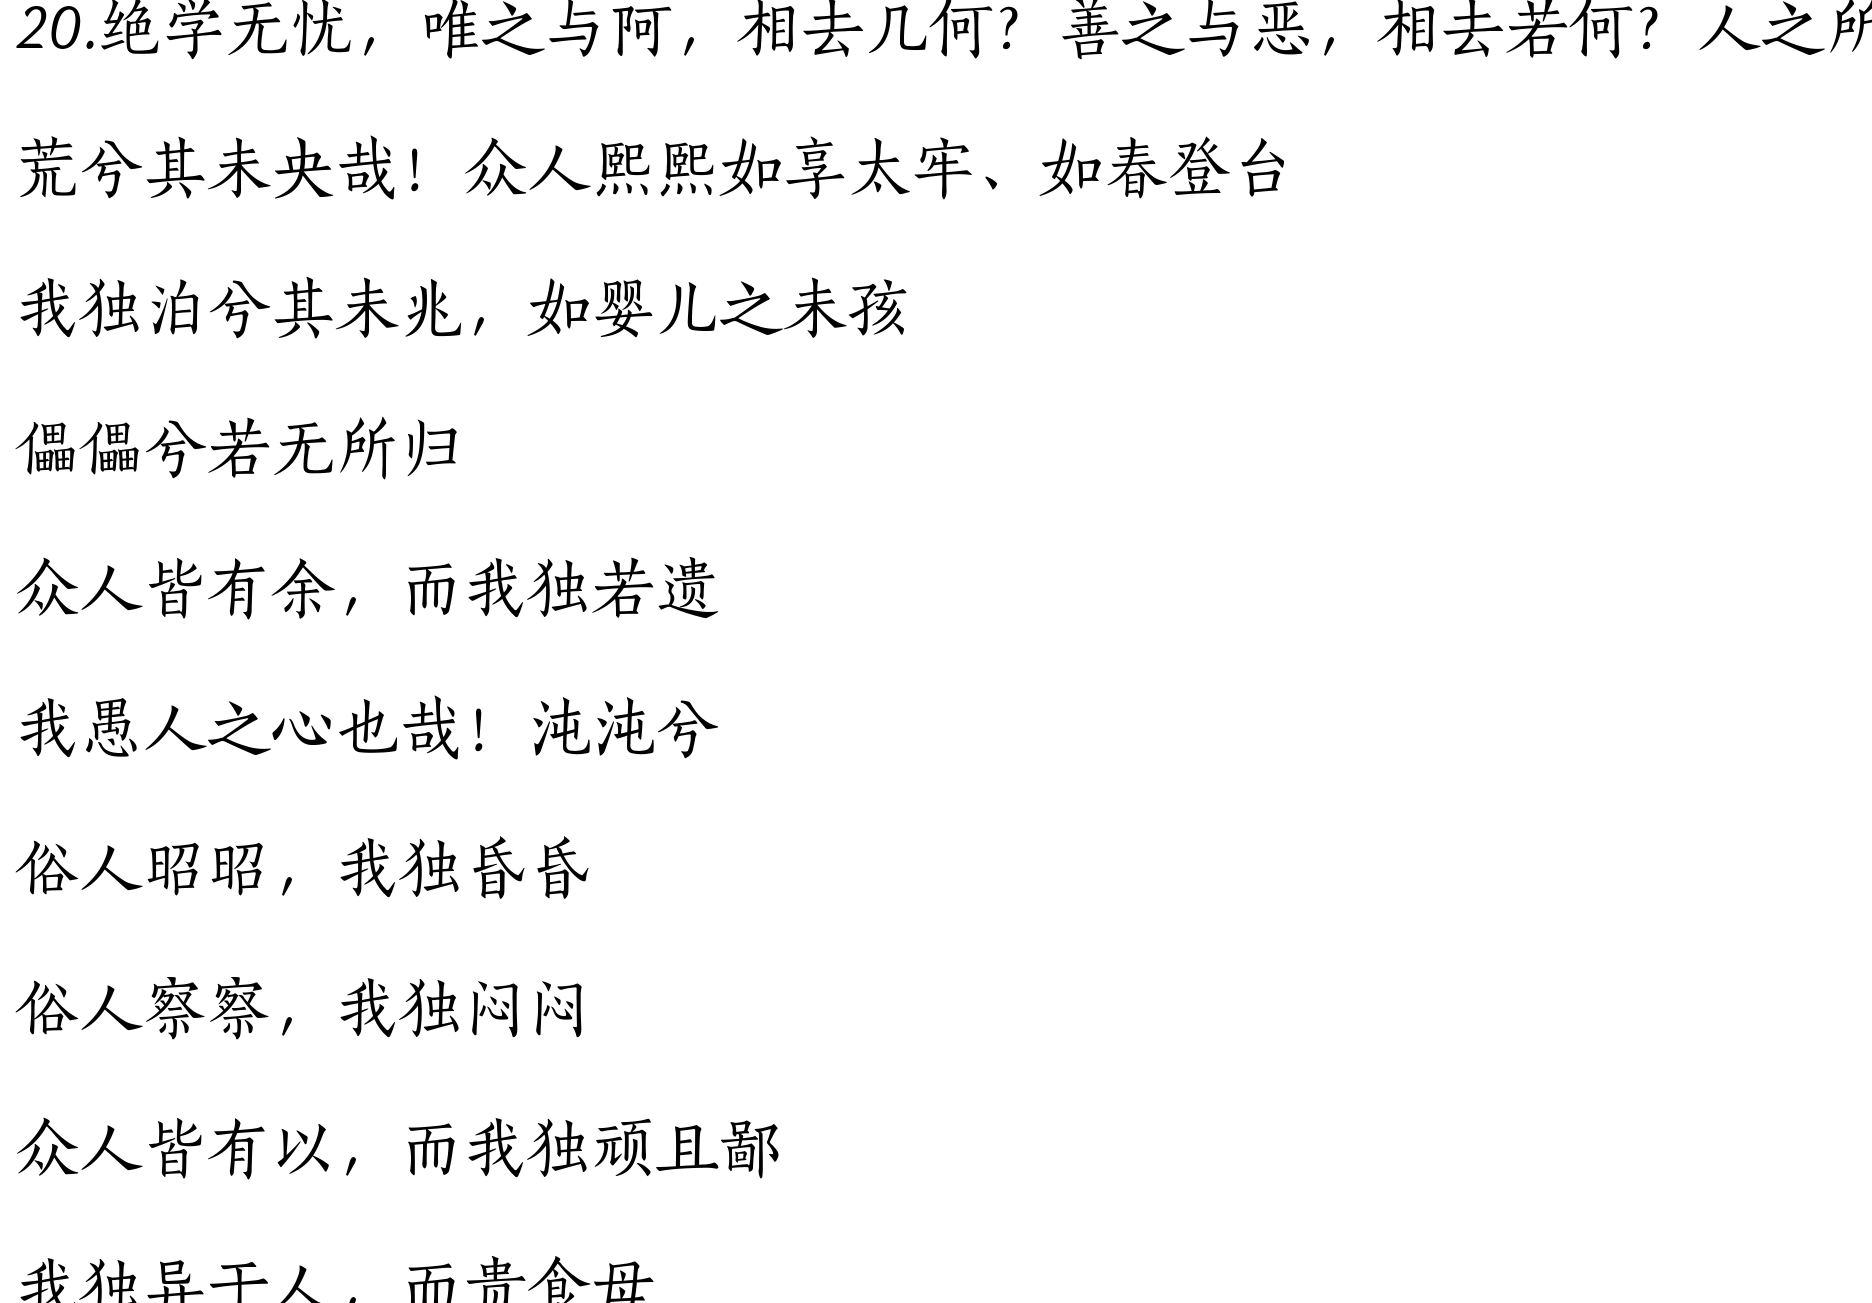 20.绝学无忧，唯之与阿，相去几何？善之与恶，相去若何？人之所
荒兮其未央哉！众人熙熙如享太牢、如春登台
我独泊兮其未兆，如婴儿之未孩
儡儡兮若无所归
众人皆有余，而我独若遗
我愚人之心也哉！沌沌兮
俗人昭昭，我独昏昏
俗人察察，我独闷闷
众人皆有以，而我独顽且鄙
我独异于人，而贵食母